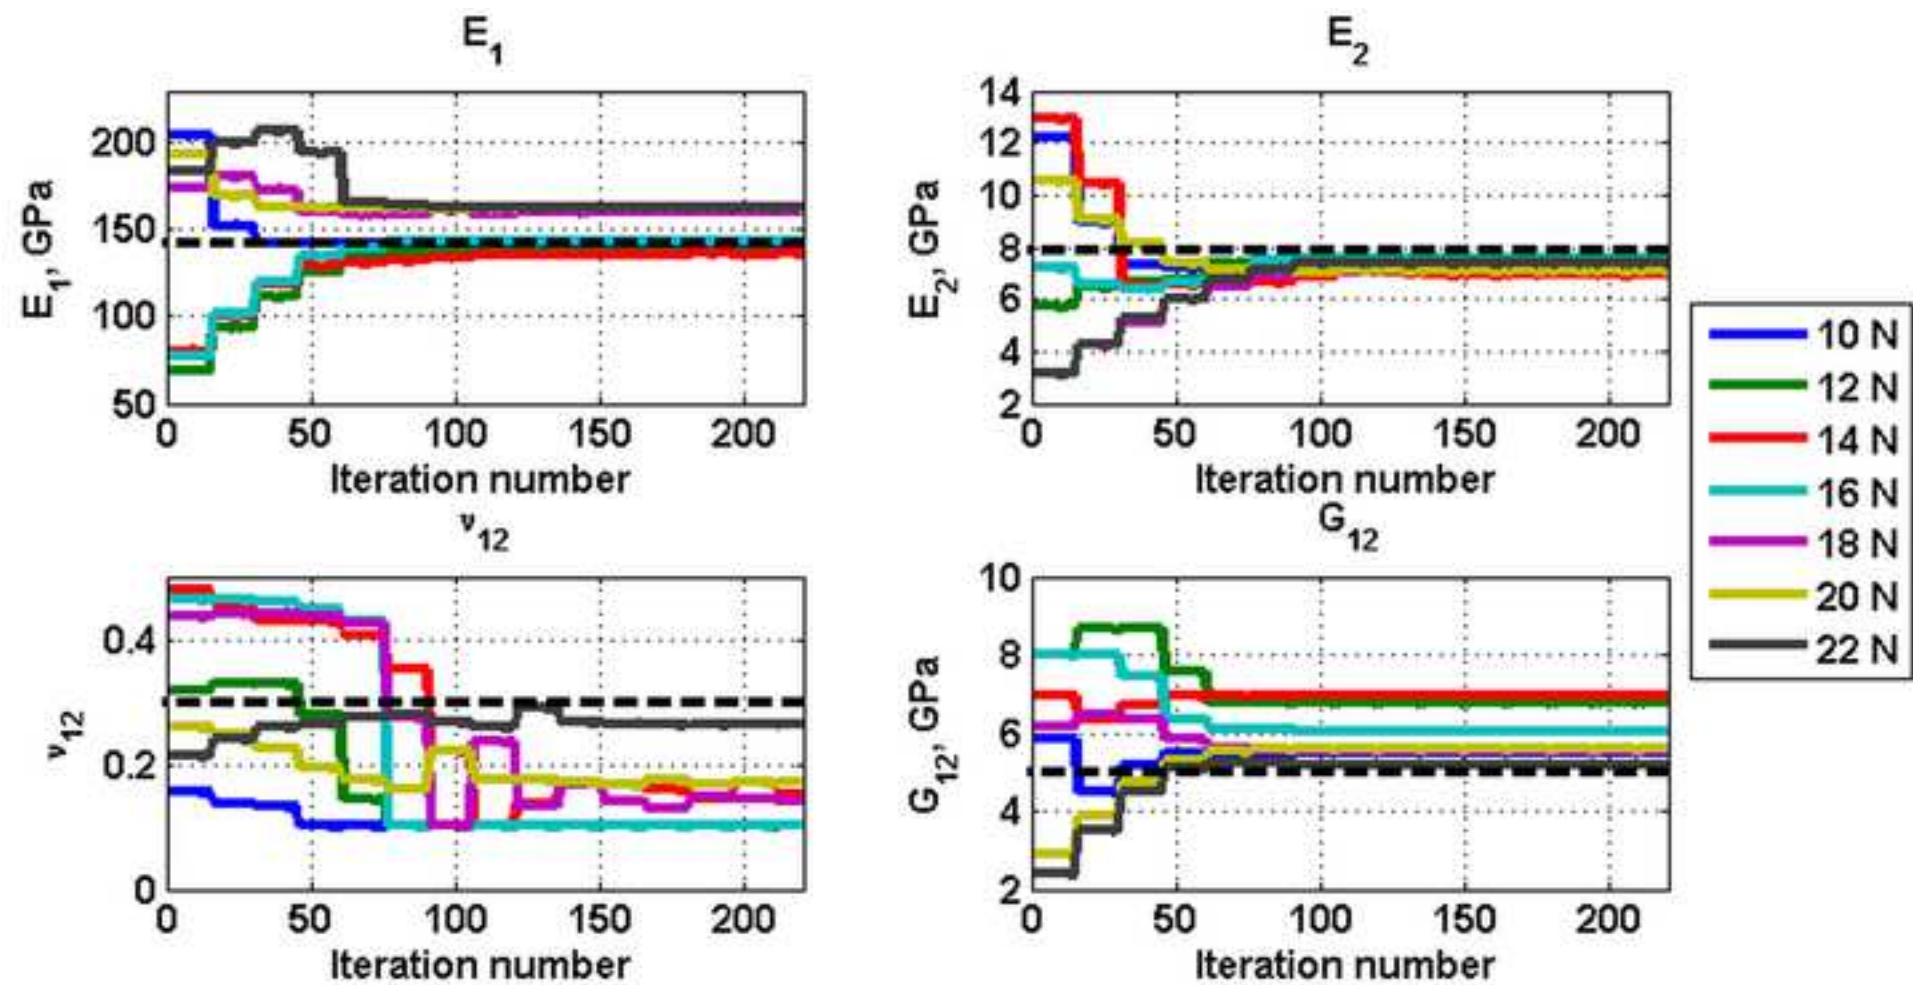 E1
E2
E1, GPa
200
150
100
50
0 50 100 150 200
Iteration number
E2, GPa
14
12
10
8
6
4
2
0 50 100 150 200
Iteration number
10 N
12 N
14 N
16 N
18 N
20 N
22 N
ν12
G12
ν12
0.4
0.2
0
0 50 100 150 200
Iteration number
G12, GPa
10
8
6
4
2
0 50 100 150 200
Iteration number